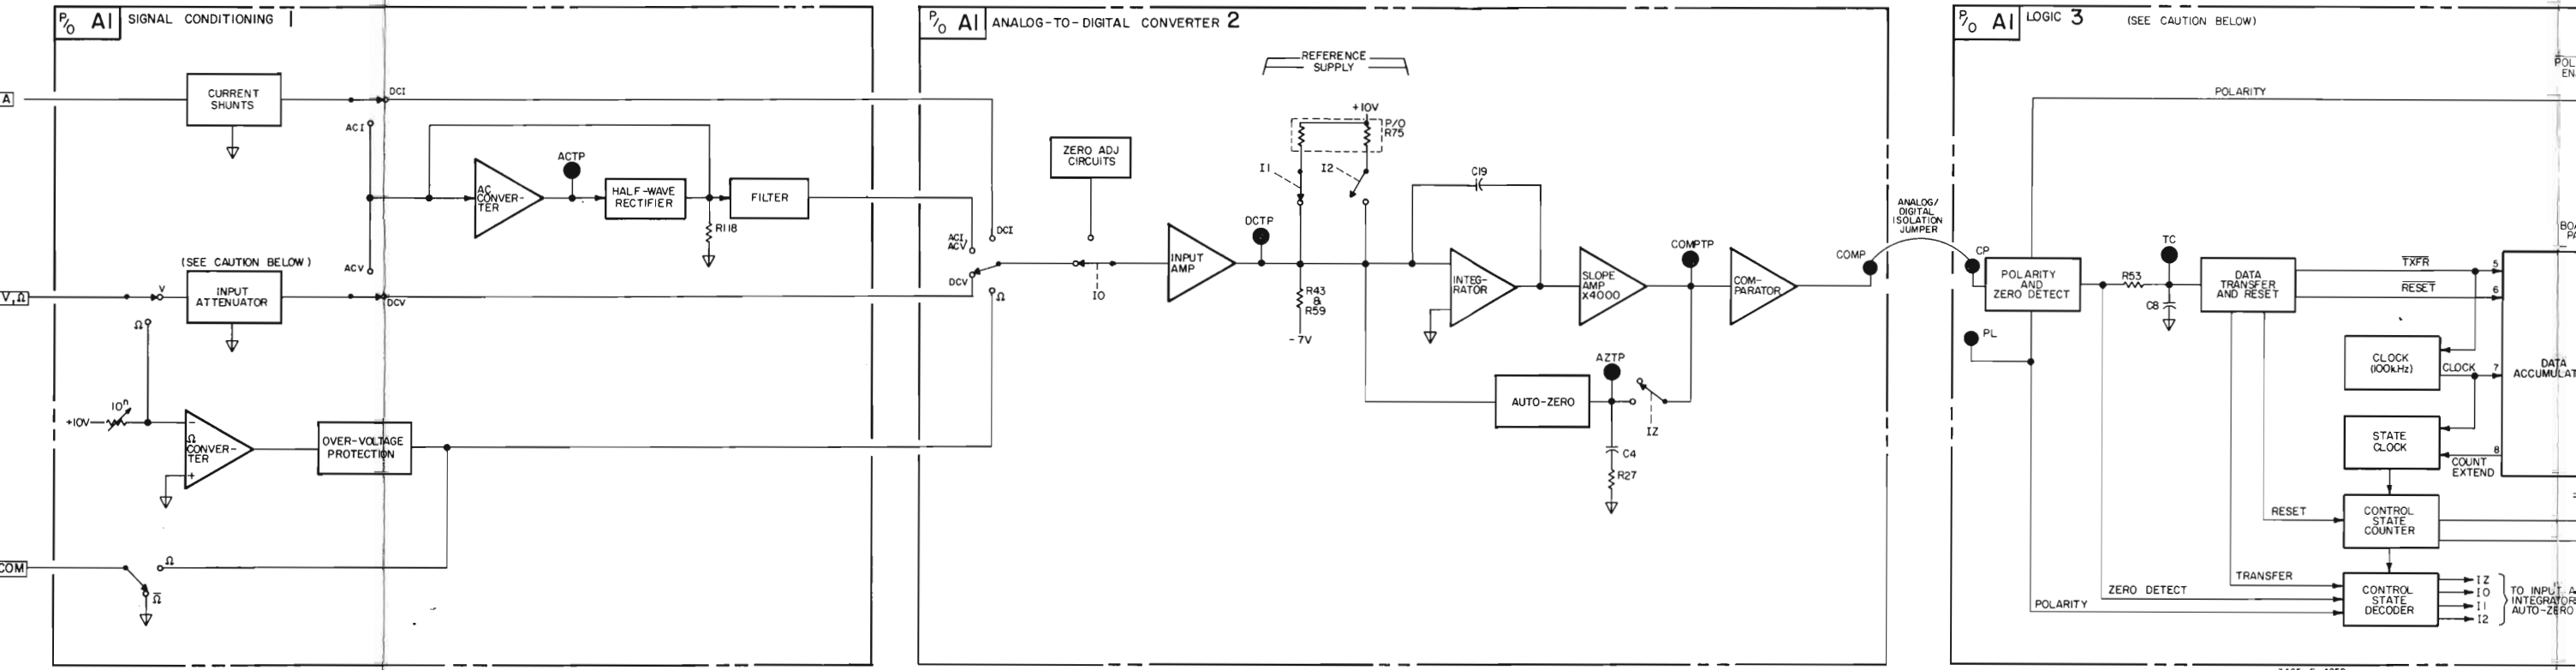 P/O A1 SIGNAL CONDITIONING 1
A
CURRENT
SHUNTS
DCI
ACI
ACTP
AC
CONVER-
TER
HALF-WAVE
RECTIFIER
FILTER
R118
(SEE CAUTION BELOW)
ACV
V,Ω
V
INPUT
ATTENUATOR
DCV
Ω
+10V
10ⁿ
−
Ω
CONVER-
TER
+
OVER-VOLTAGE
PROTECTION
COM
Ω
Ω̅
P/O A1 ANALOG-TO-DIGITAL CONVERTER 2
REFERENCE
SUPPLY
+10V
P/O
R75
ZERO ADJ
CIRCUITS
I1
I2
C19
ACI,
ACV
DCI
DCV
Ω
IO
INPUT
AMP
DCTP
R43
&
R59
-7V
INTEG-
RATOR
SLOPE
AMP
X4000
COMPTP
COM-
PARATOR
COMP
AUTO-ZERO
AZTP
IZ
C4
R27
ANALOG/
DIGITAL
ISOLATION
JUMPER
P/O A1 LOGIC 3 (SEE CAUTION BELOW)
POLARITY
CP
POLARITY
AND
ZERO DETECT
PL
R53
TC
C8
DATA
TRANSFER
AND RESET
T̅X̅F̅R̅
5
R̅E̅S̅E̅T̅
6
CLOCK
(100kHz)
CLOCK
7
DATA
ACCUMULAT
STATE
CLOCK
8
COUNT
EXTEND
RESET
CONTROL
STATE
COUNTER
TRANSFER
ZERO DETECT
POLARITY
CONTROL
STATE
DECODER
IZ
IO
I1
I2
TO INPUT A
INTEGRATOR
AUTO-ZERO